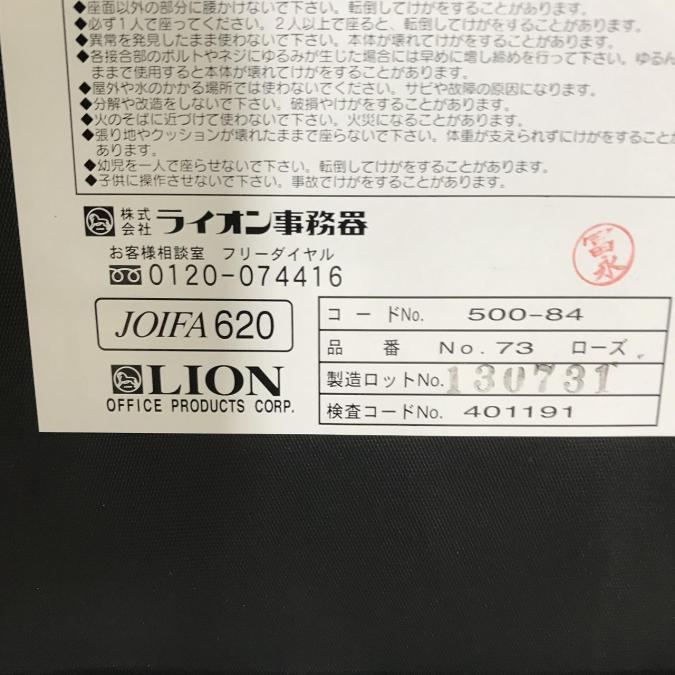 ◆座面以外の部分に腰かけないで下さい。転倒してけがをすることがあります。
◆必ず1人で座ってください。2人以上で座ると、転倒してけがをすることがあります。
◆異常を発見したまま使わないで下さい。本体が壊れてけがをすることがあります。
◆各接合部のボルトやネジにゆるみが生じた場合には早めに増し締めを行って下さい。ゆるん
ままで使用すると本体が壊れてけがをすることがあります。
◆屋外や水のかかる場所では使わないでください。サビや故障の原因になります。
◆分解や改造をしないで下さい。破損やけがをすることがあります。
◆火のそばに近づけて使わないで下さい。火災になることがあります。
◆張り地やクッションが壊れたままで座らないで下さい。体重が支えられずにけがをすることが
あります。
◆幼児を一人で座らせないで下さい。転倒してけがをすることがあります。
◆子供に操作させないで下さい。事故でけがをすることがあります。
株式会社 ライオン事務器
お客様相談室 フリーダイヤル
0120-074416
冨永
JOIFA 620
LION
OFFICE PRODUCTS CORP.
コードNo. 500-84
品番 No.73 ローズ
製造ロットNo. 130731
検査コードNo. 401191